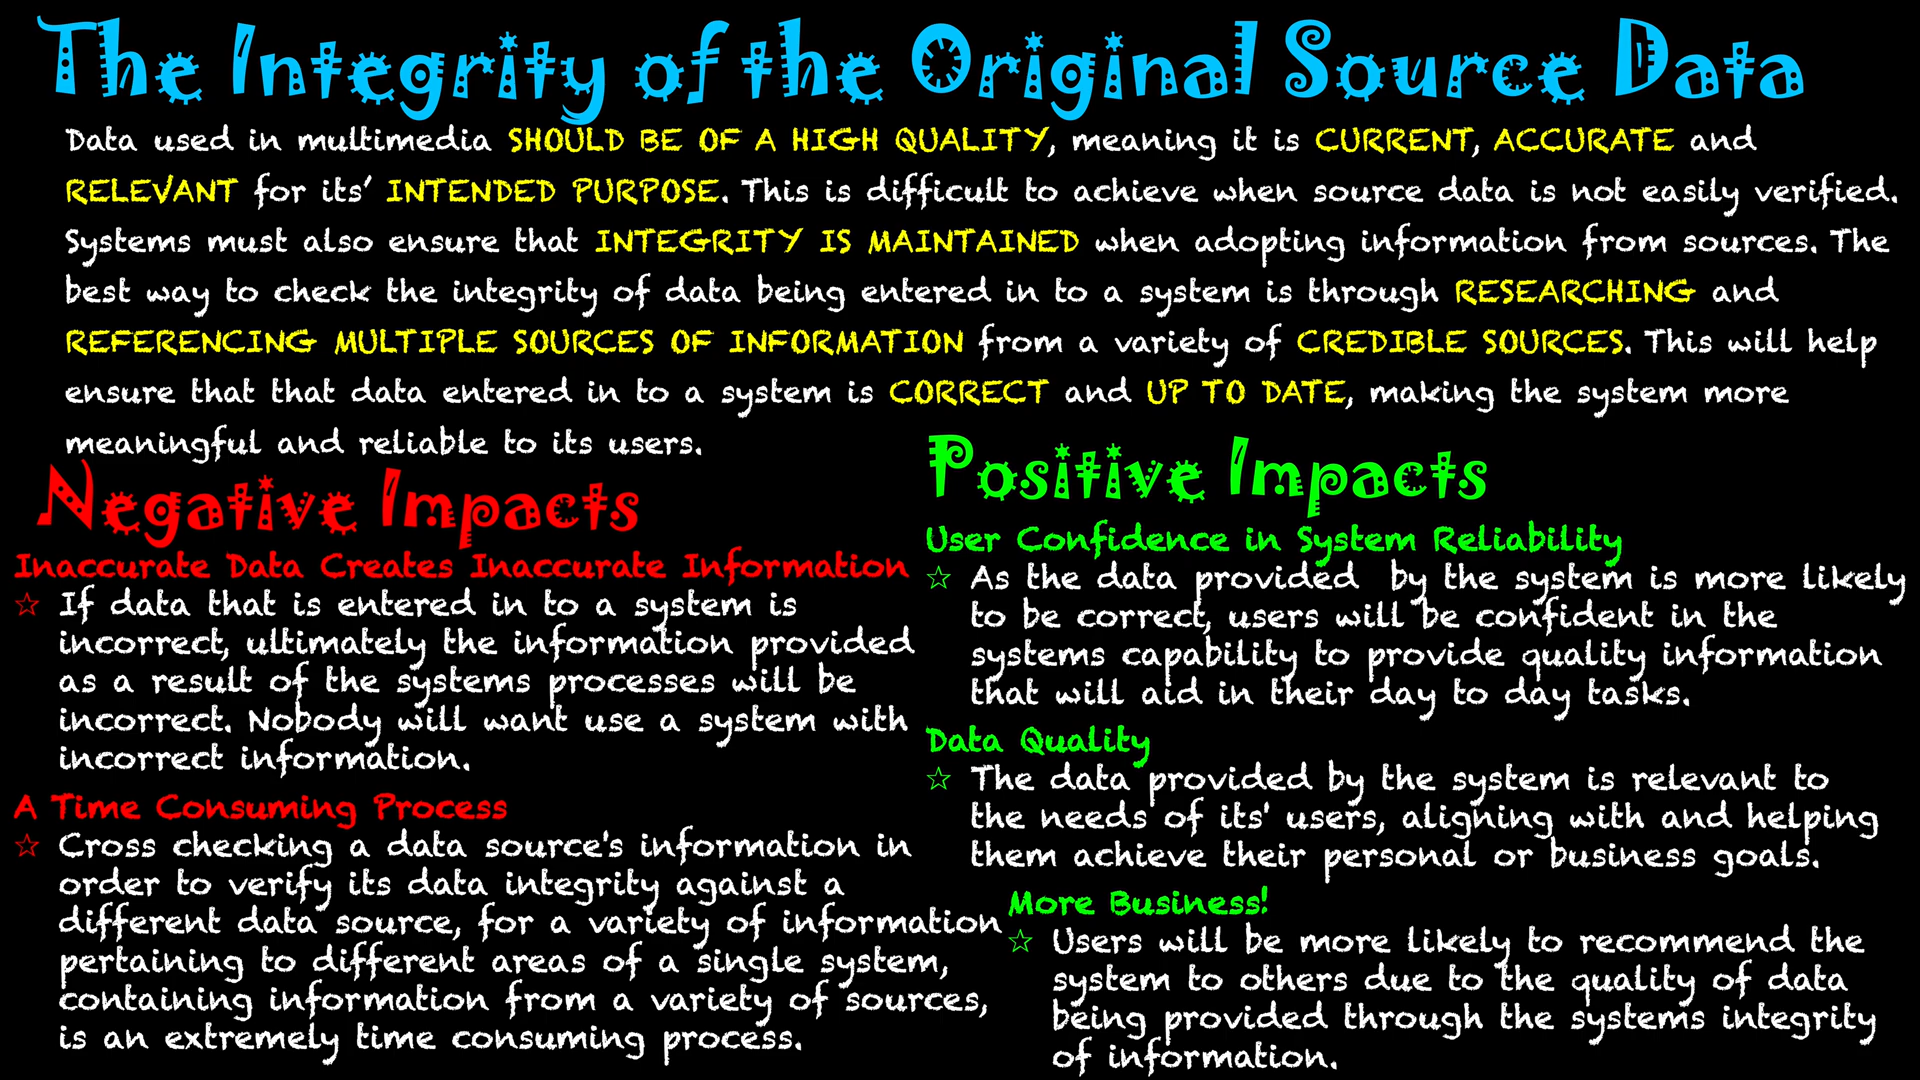 The Integrity of the Original Source Data
Data used in multimedia SHOULD BE OF A HIGH QUALITY, meaning it is CURRENT, ACCURATE and
RELEVANT for its’ INTENDED PURPOSE. This is difficult to achieve when source data is not easily verified.
Systems must also ensure that INTEGRITY IS MAINTAINED when adopting information from sources. The
best way to check the integrity of data being entered in to a system is through RESEARCHING and
REFERENCING MULTIPLE SOURCES OF INFORMATION from a variety of CREDIBLE SOURCES. This will help
ensure that that data entered in to a system is CORRECT and UP TO DATE, making the system more
meaningful and reliable to its users.
Negative Impacts
Inaccurate Data Creates Inaccurate Information
☆ If data that is entered in to a system is
incorrect, ultimately the information provided
as a result of the systems processes will be
incorrect. Nobody will want use a system with
incorrect information.
A Time Consuming Process
☆ Cross checking a data source's information in
order to verify its data integrity against a
different data source, for a variety of information
pertaining to different areas of a single system,
containing information from a variety of sources,
is an extremely time consuming process.
Positive Impacts
User Confidence in System Reliability
☆ As the data provided by the system is more likely
to be correct, users will be confident in the
systems capability to provide quality information
that will aid in their day to day tasks.
Data Quality
☆ The data provided by the system is relevant to
the needs of its' users, aligning with and helping
them achieve their personal or business goals.
More Business!
☆ Users will be more likely to recommend the
system to others due to the quality of data
being provided through the systems integrity
of information.